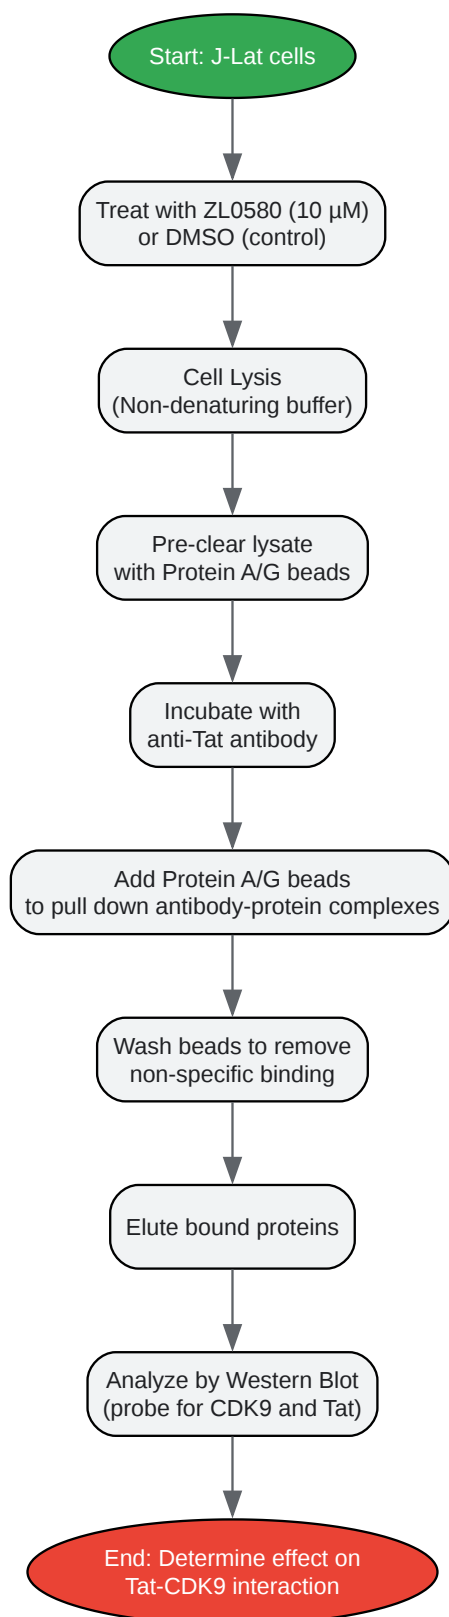 Start: J-Lat cells
Treat with ZL0580 (10 µM)
or DMSO (control)
Cell Lysis
(Non-denaturing buffer)
Pre-clear lysate
with Protein A/G beads
Incubate with
anti-Tat antibody
Add Protein A/G beads
to pull down antibody-protein complexes
Wash beads to remove
non-specific binding
Elute bound proteins
Analyze by Western Blot
(probe for CDK9 and Tat)
End: Determine effect on
Tat-CDK9 interaction